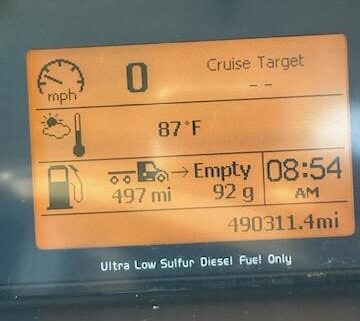 0 Cruise Target
mph --
87°F
→ Empty 08:54
497 mi 92 g AM
490311.4mi
Ultra Low Sulfur Diesel Fuel Only